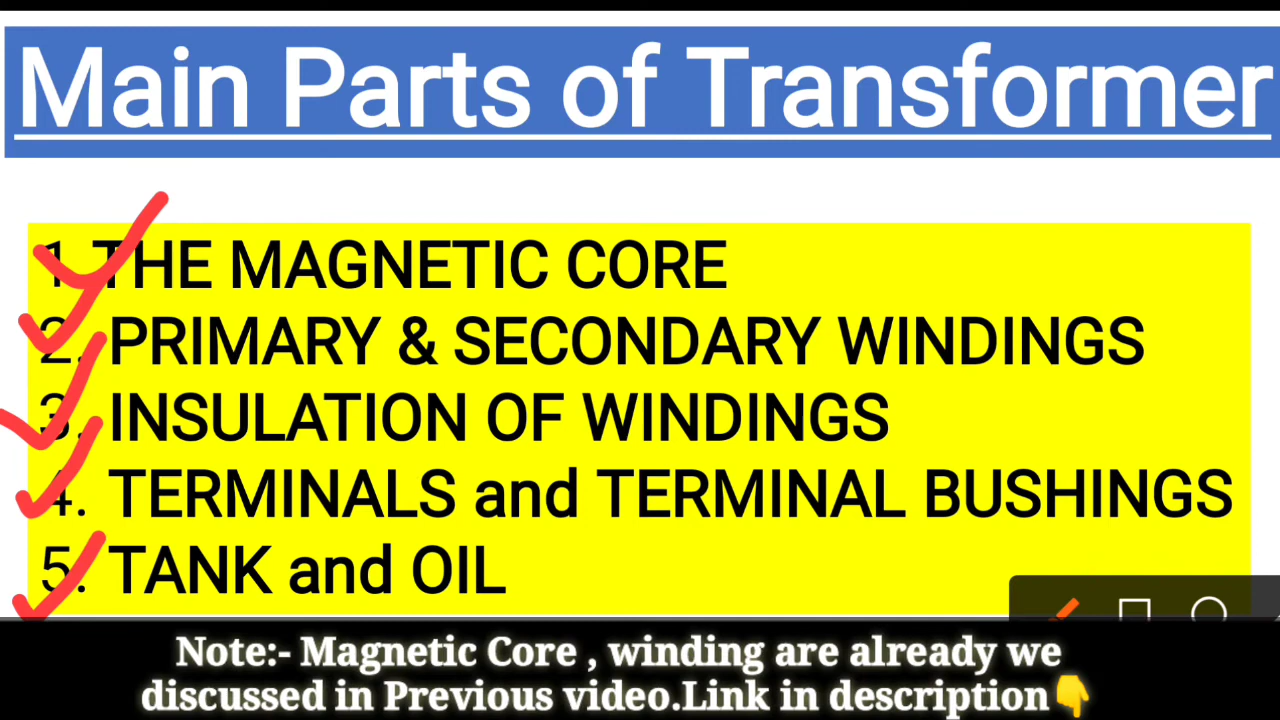 Main Parts of Transformer
1. THE MAGNETIC CORE
2. PRIMARY & SECONDARY WINDINGS
3. INSULATION OF WINDINGS
4. TERMINALS and TERMINAL BUSHINGS
5. TANK and OIL
Note:- Magnetic Core , winding are already we
discussed in Previous video.Link in description👇